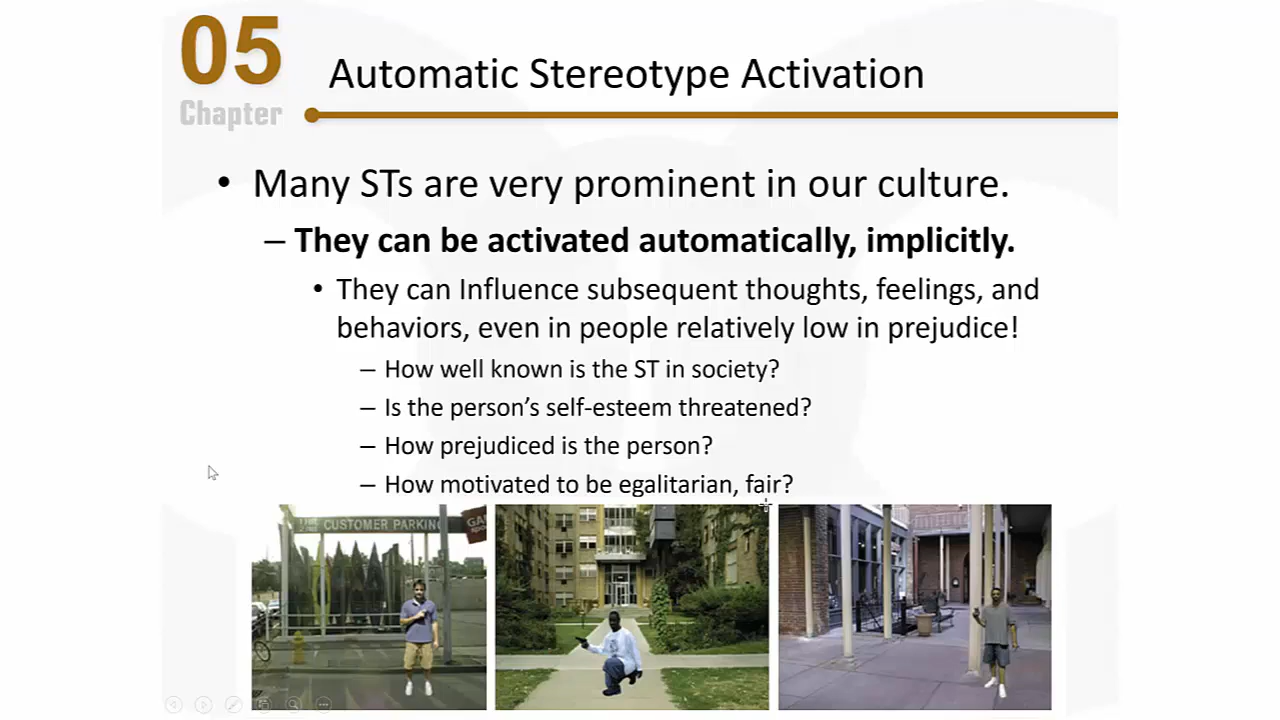 05
Chapter
Automatic Stereotype Activation
• Many STs are very prominent in our culture.
– They can be activated automatically, implicitly.
• They can Influence subsequent thoughts, feelings, and
behaviors, even in people relatively low in prejudice!
– How well known is the ST in society?
– Is the person's self-esteem threatened?
– How prejudiced is the person?
– How motivated to be egalitarian, fair?
CUSTOMER PARKING